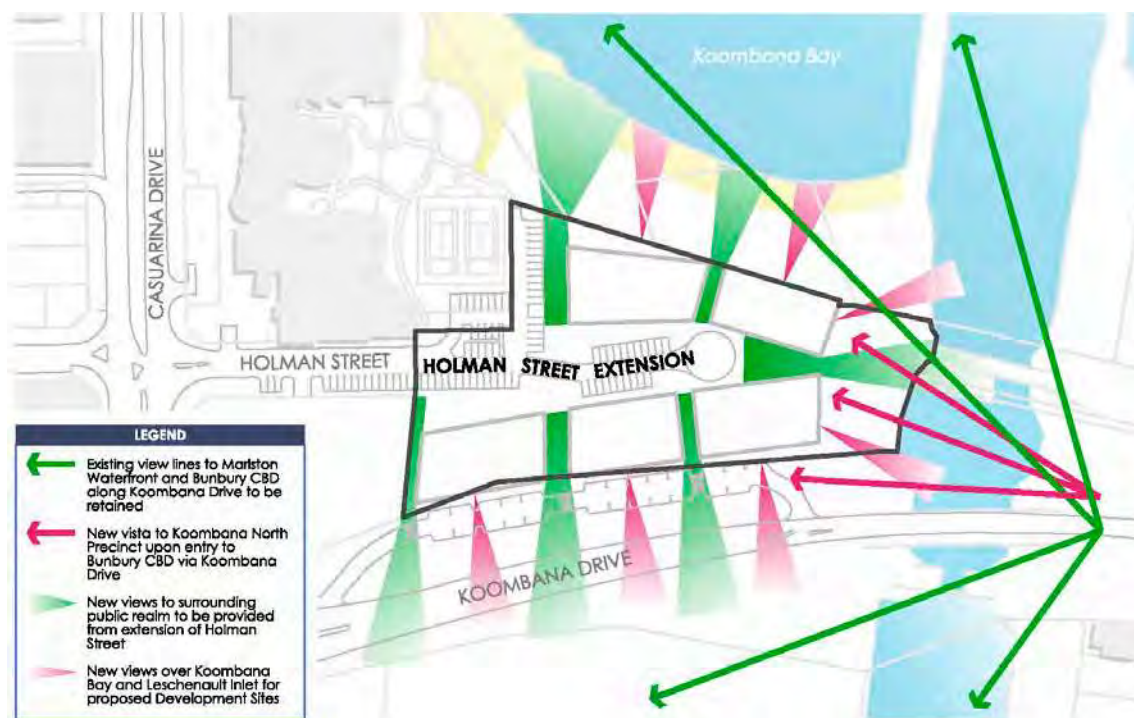 Koombana Bay
CASUARINA DRIVE
HOLMAN STREET
HOLMAN STREET EXTENSION
KOOMBANA DRIVE
LEGEND
Existing view lines to Marlston
Waterfront and Bunbury CBD
along Koombana Drive to be
retained
New vista to Koombana North
Precinct upon entry to
Bunbury CBD via Koombana
Drive
New views to surrounding
public realm to be provided
from extension of Holman
Street
New views over Koombana
Bay and Leschenault Inlet for
proposed Development Sites